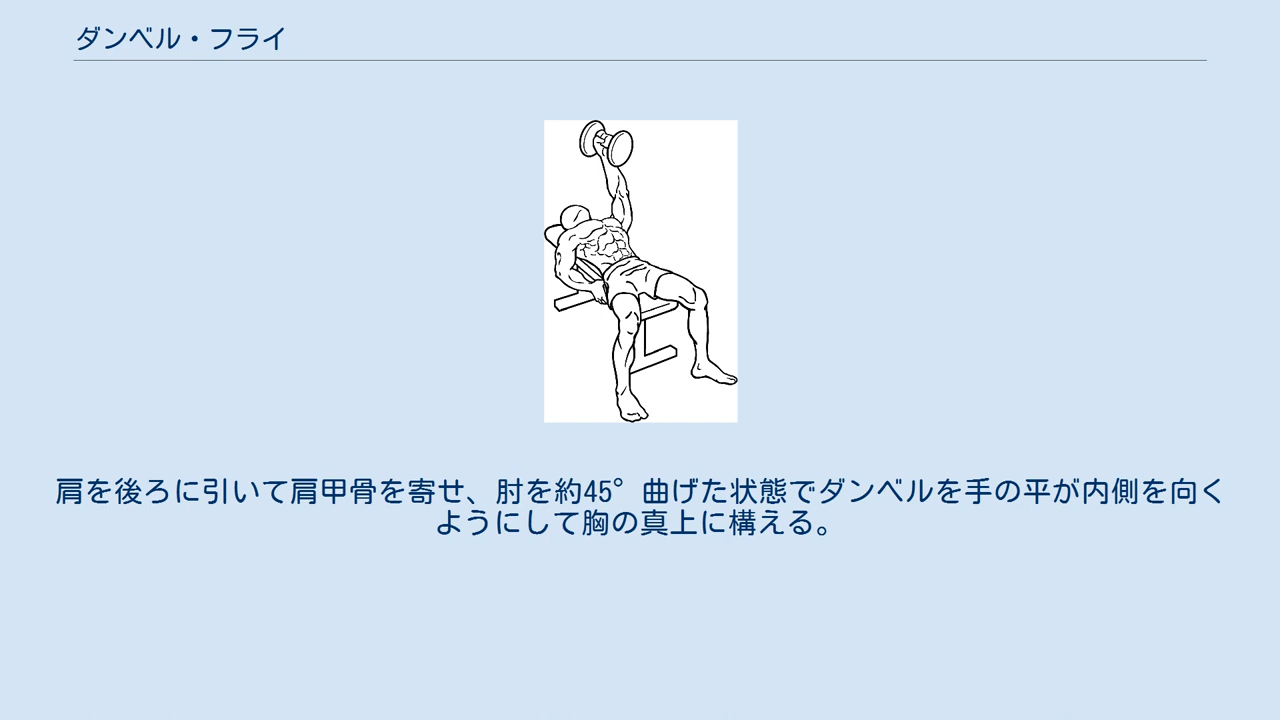 ダンベル・フライ
肩を後ろに引いて肩甲骨を寄せ、肘を約45°曲げた状態でダンベルを手の平が内側を向く
ようにして胸の真上に構える。